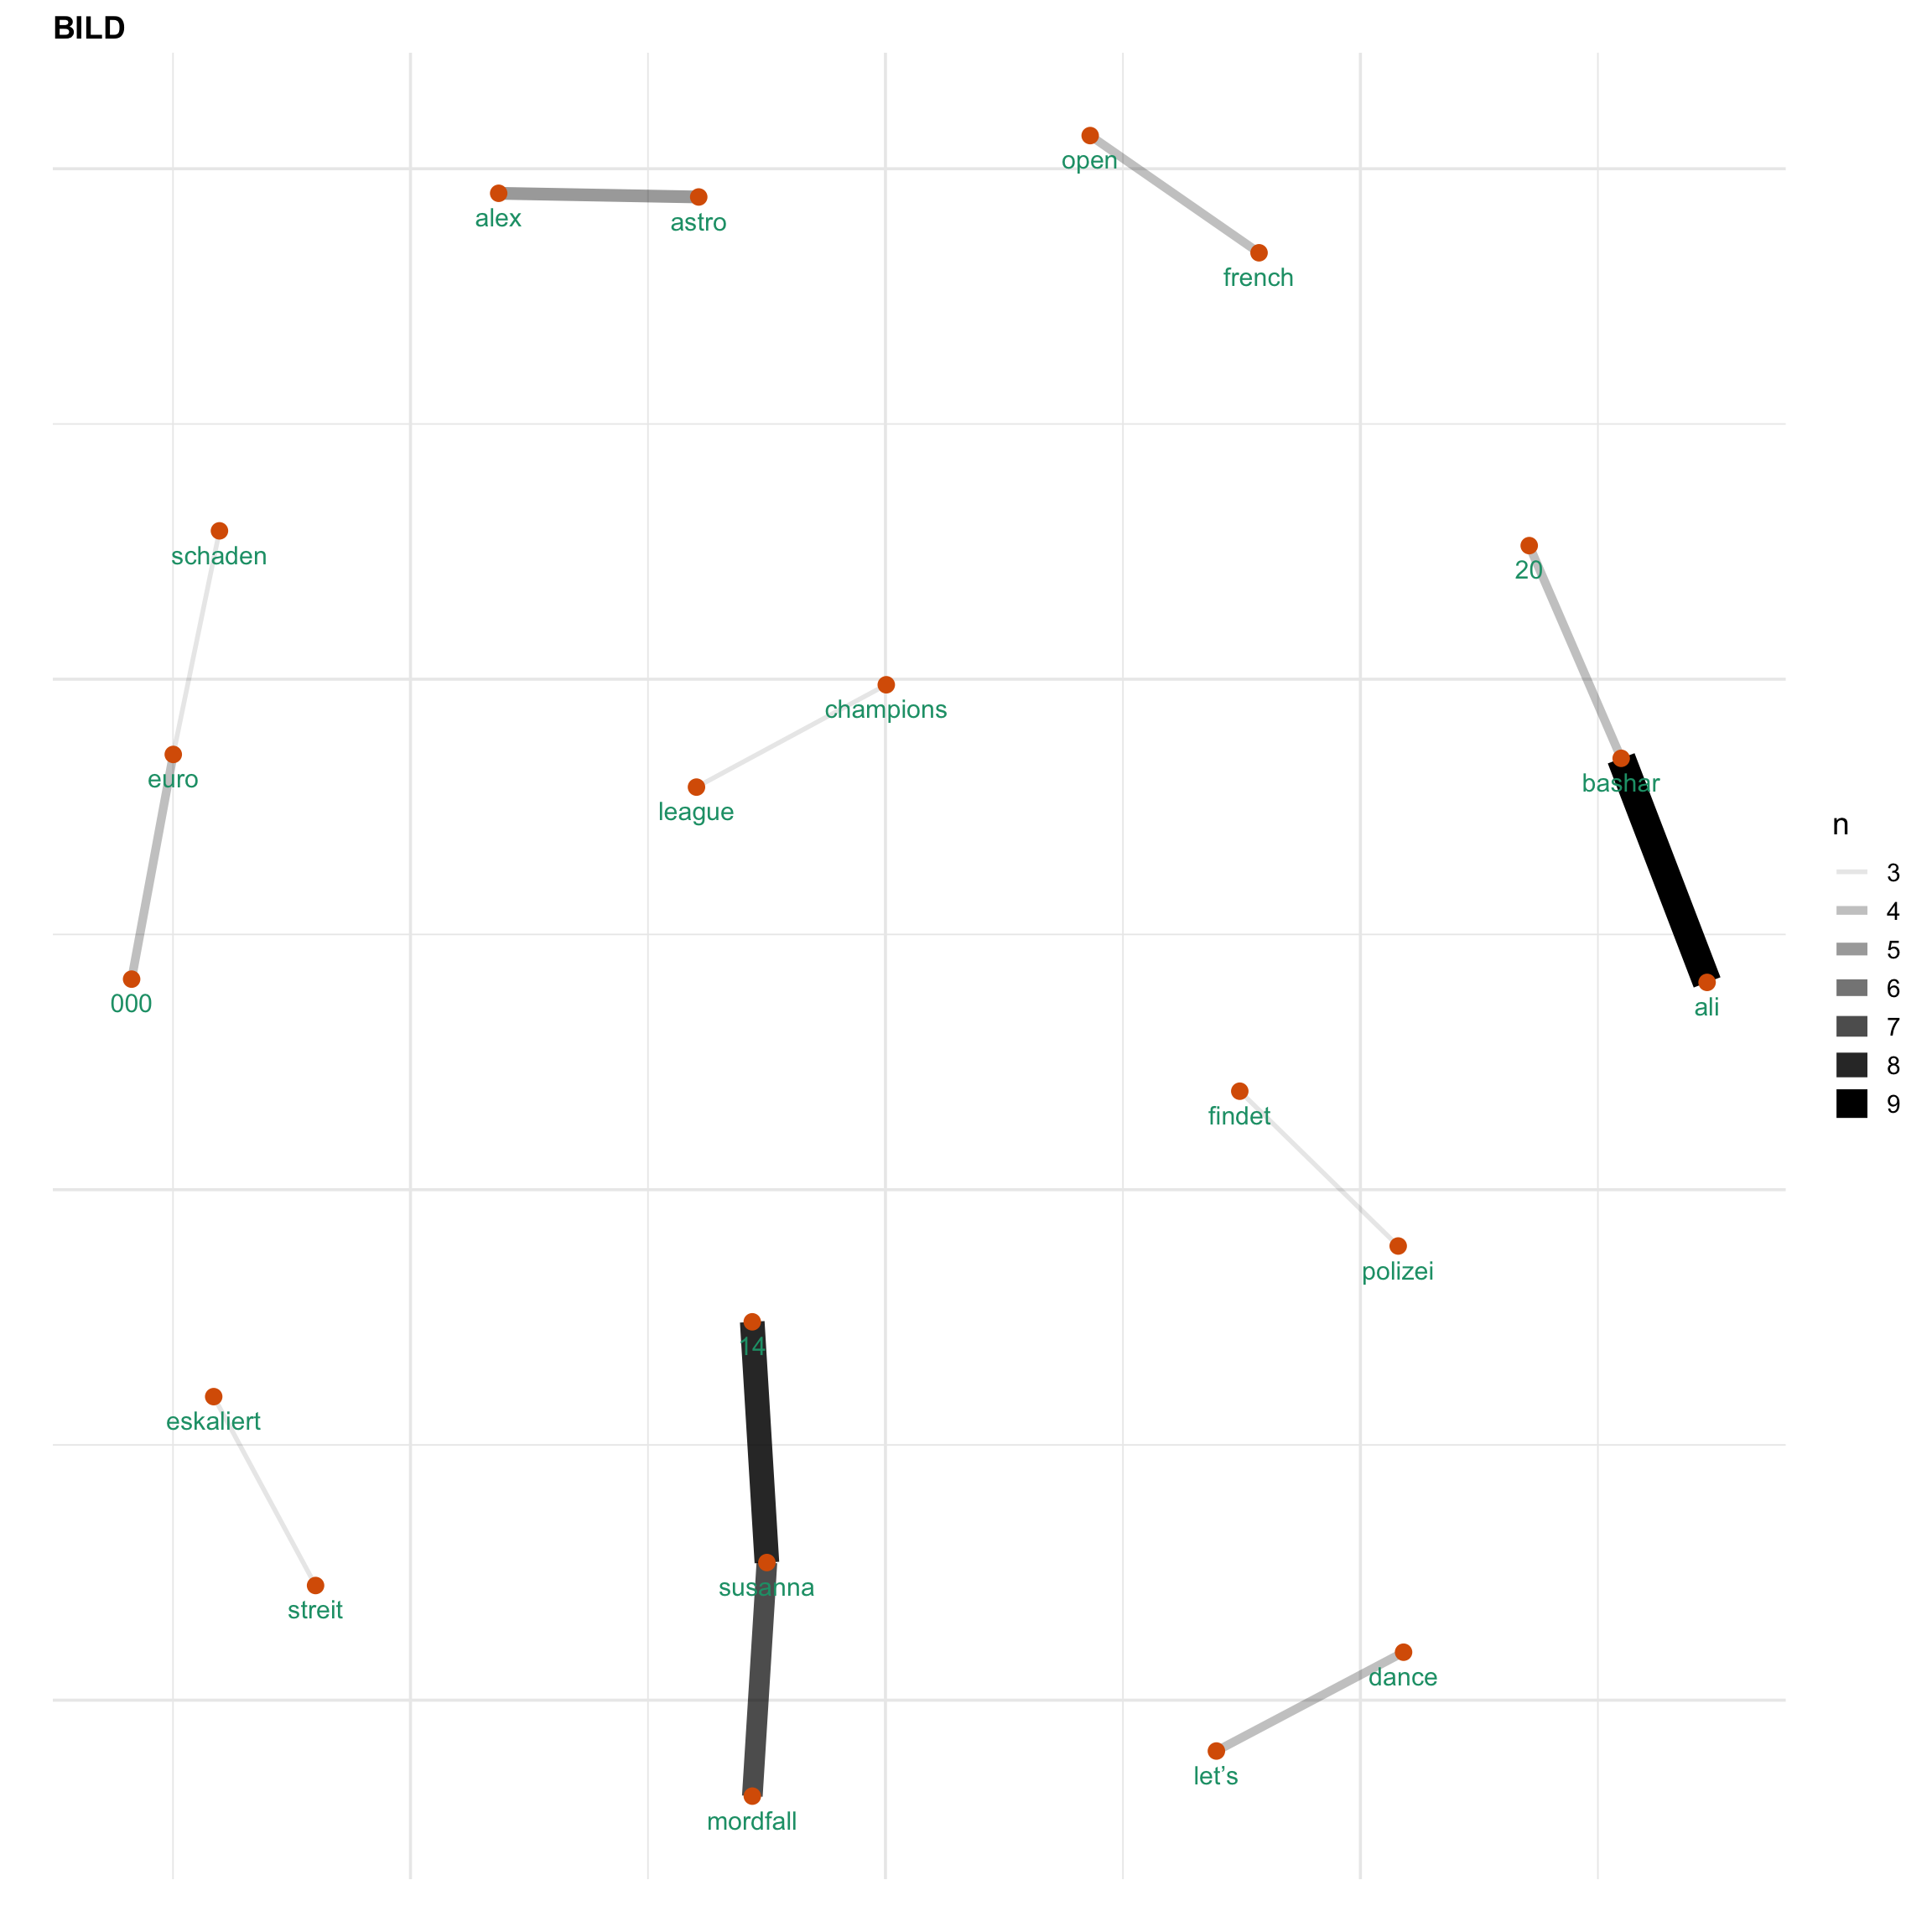 BILD
open
alex
astro
french
schaden
20
champions
euro
bashar
league
n
3
4
5
6
7
8
9
000
ali
findet
polizei
14
eskaliert
susanna
streit
dance
let’s
mordfall